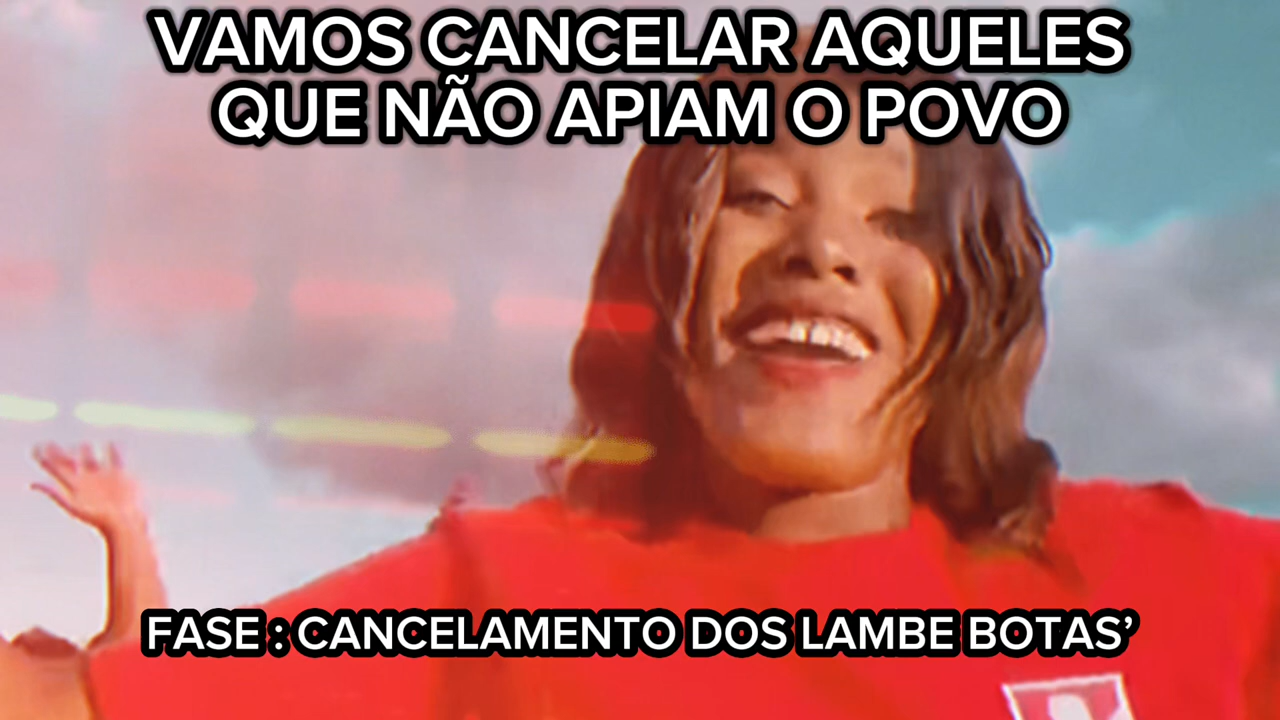 VAMOS CANCELAR AQUELES
QUE NÃO APIAM O POVO
FASE : CANCELAMENTO DOS LAMBE BOTAS’